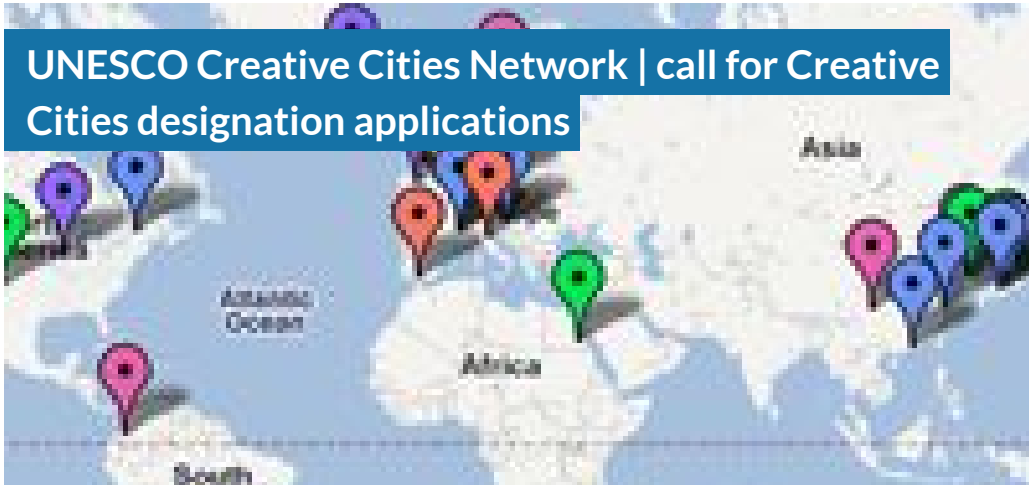 UNESCO Creative Cities Network | call for Creative
Cities designation applications
Asia
Atlantic
Ocean
Africa
South